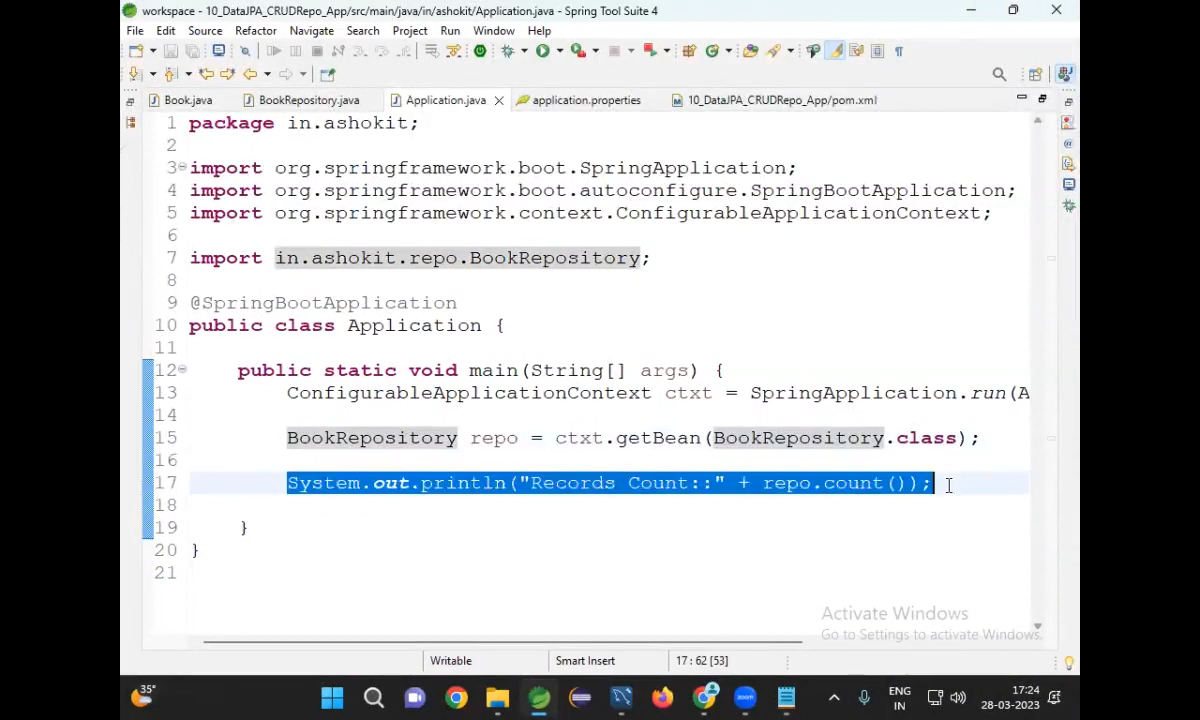 workspace - 10_DataJPA_CRUDRepo_App/src/main/java/in/ashokit/Application.java - Spring Tool Suite 4
File Edit Source Refactor Navigate Search Project Run Window Help
Book.java BookRepository.java Application.java application.properties 10_DataJPA_CRUDRepo_App/pom.xml
1 package in.ashokit;
2
3 import org.springframework.boot.SpringApplication;
4 import org.springframework.boot.autoconfigure.SpringBootApplication;
5 import org.springframework.context.ConfigurableApplicationContext;
6
7 import in.ashokit.repo.BookRepository;
8
9 @SpringBootApplication
10 public class Application {
11
12 public static void main(String[] args) {
13 ConfigurableApplicationContext ctxt = SpringApplication.run(A
14
15 BookRepository repo = ctxt.getBean(BookRepository.class);
16
17 System.out.println("Records Count::" + repo.count());
18
19 }
20 }
21
Activate Windows
Go to Settings to activate Windows.
Writable Smart Insert 17 : 62 [53]
35° ENG IN 17:24 28-03-2023